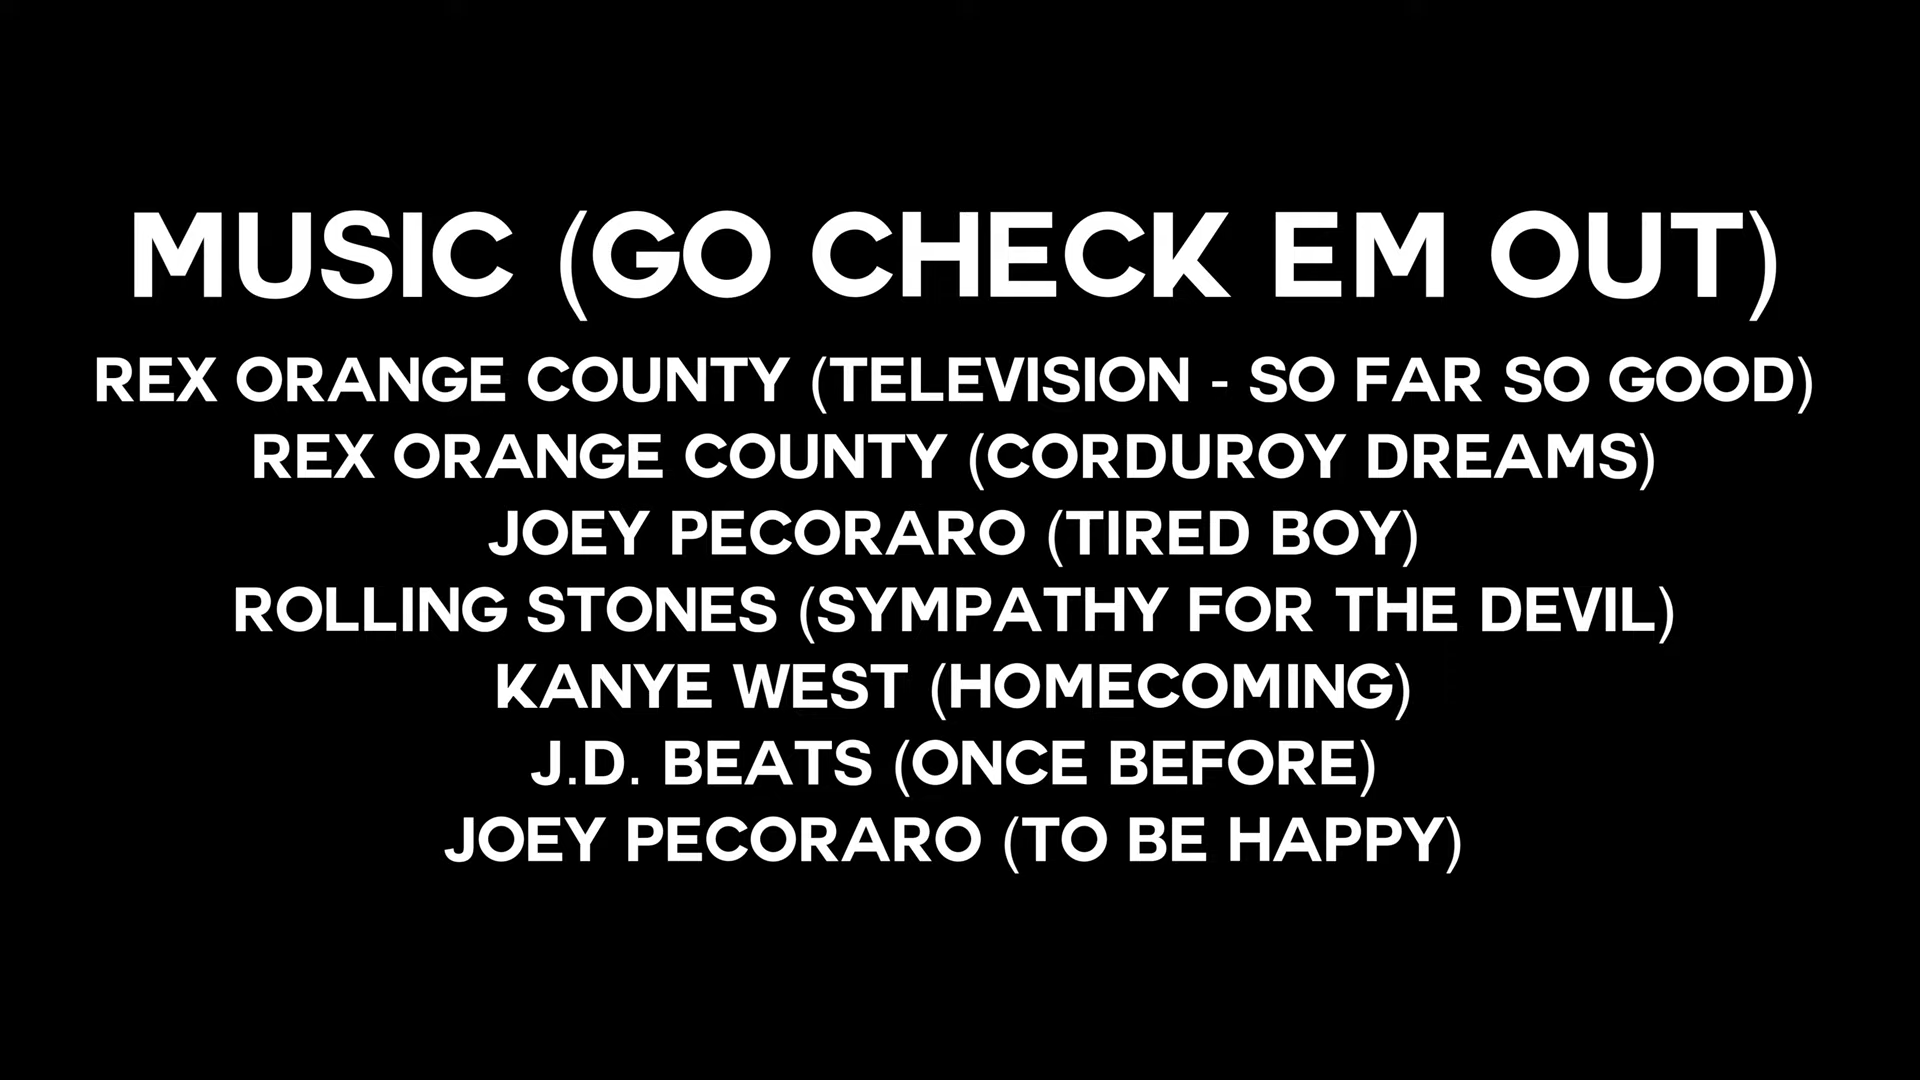 MUSIC (GO CHECK EM OUT)
REX ORANGE COUNTY (TELEVISION - SO FAR SO GOOD)
REX ORANGE COUNTY (CORDUROY DREAMS)
JOEY PECORARO (TIRED BOY)
ROLLING STONES (SYMPATHY FOR THE DEVIL)
KANYE WEST (HOMECOMING)
J.D. BEATS (ONCE BEFORE)
JOEY PECORARO (TO BE HAPPY)